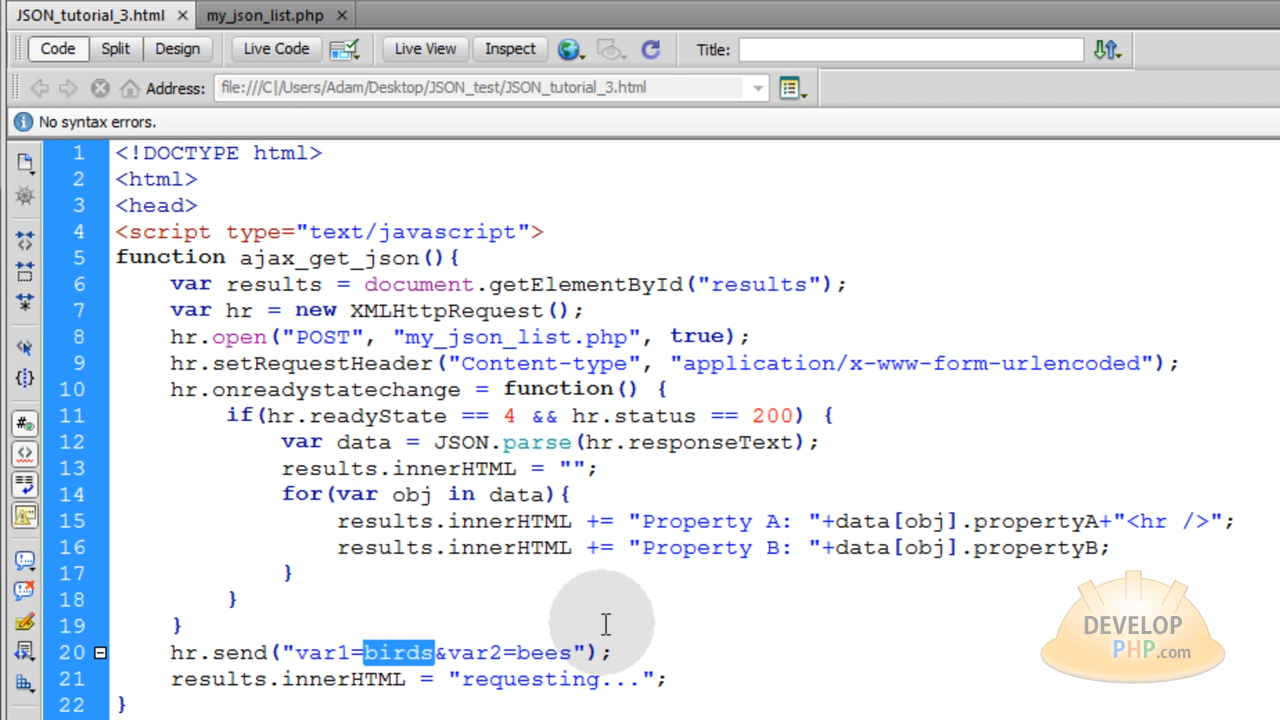 JSON_tutorial_3.html × my_json_list.php ×
Code Split Design Live Code Live View Inspect Title:
Address: file:///C|/Users/Adam/Desktop/JSON_test/JSON_tutorial_3.html
No syntax errors.
1 <!DOCTYPE html>
2 <html>
3 <head>
4 <script type="text/javascript">
5 function ajax_get_json(){
6 var results = document.getElementById("results");
7 var hr = new XMLHttpRequest();
8 hr.open("POST", "my_json_list.php", true);
9 hr.setRequestHeader("Content-type", "application/x-www-form-urlencoded");
10 hr.onreadystatechange = function() {
11 if(hr.readyState == 4 && hr.status == 200) {
12 var data = JSON.parse(hr.responseText);
13 results.innerHTML = "";
14 for(var obj in data){
15 results.innerHTML += "Property A: "+data[obj].propertyA+"<hr />";
16 results.innerHTML += "Property B: "+data[obj].propertyB;
17 }
18 }
19 }
20 hr.send("var1=birds&var2=bees");
21 results.innerHTML = "requesting...";
22 }
DEVELOP
PHP.com